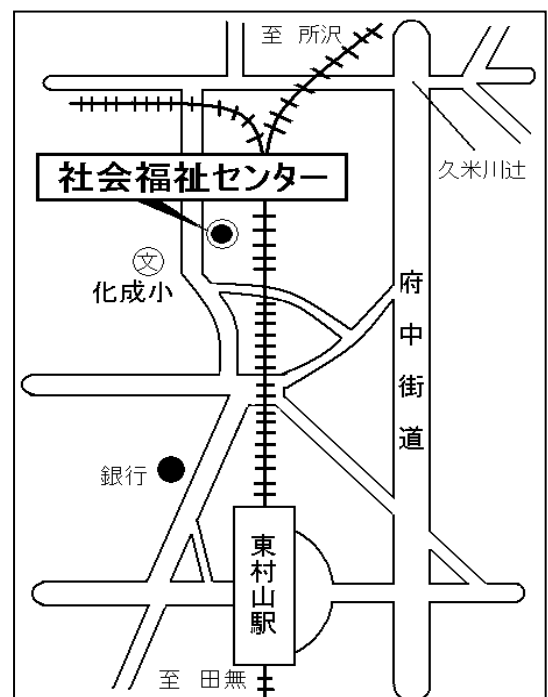 至 所沢
久米川辻
社会福祉センター
文
化成小
府中街道
銀行
東村山駅
至 田無